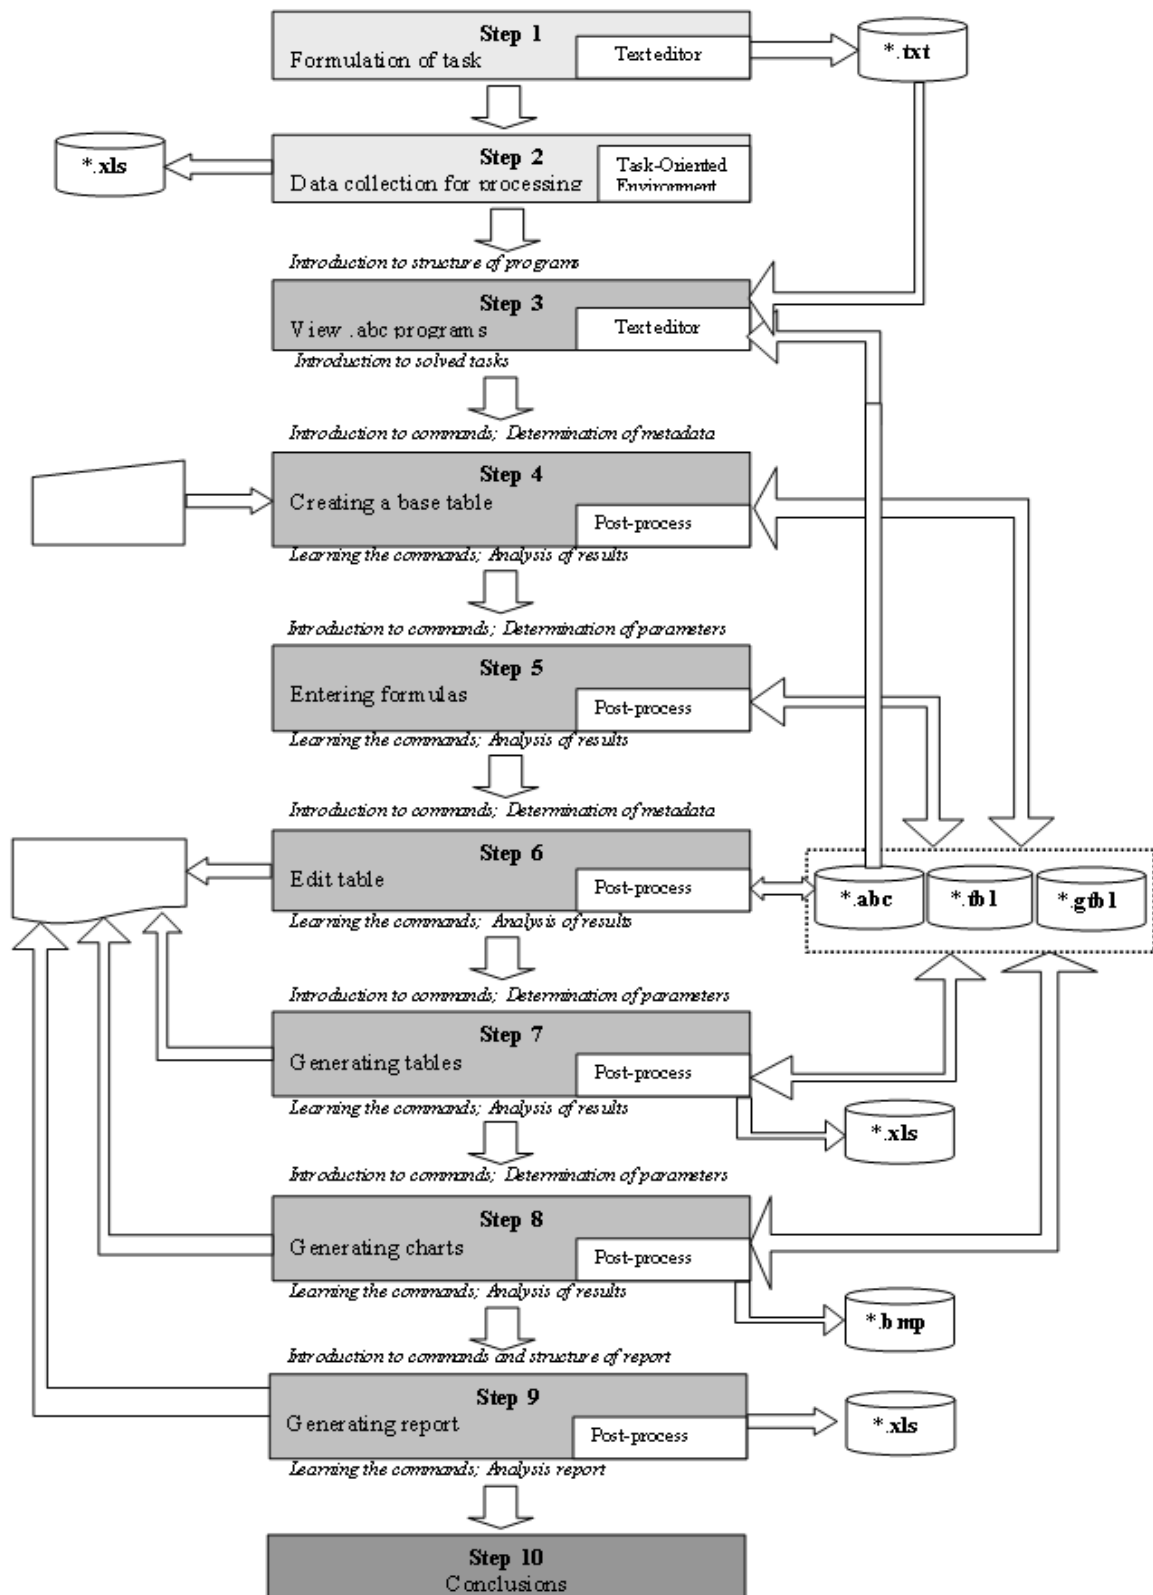 Step 1
Formulation of task
Text editor
*.txt
Step 2
Data collection for processing
Task-Oriented
Environment
*.xls
Introduction to structure of programs
Step 3
View .abc programs
Text editor
Introduction to solved tasks
Introduction to commands; Determination of metadata
Step 4
Creating a base table
Post-process
Learning the commands; Analysis of results
Introduction to commands; Determination of parameters
Step 5
Entering formulas
Post-process
Learning the commands; Analysis of results
Introduction to commands; Determination of metadata
Step 6
Edit table
Post-process
*.abc
*.tbl
*.gtbl
Learning the commands; Analysis of results
Introduction to commands; Determination of parameters
Step 7
Generating tables
Post-process
Learning the commands; Analysis of results
*.xls
Introduction to commands; Determination of parameters
Step 8
Generating charts
Post-process
Learning the commands; Analysis of results
*.bmp
Introduction to commands and structure of report
Step 9
Generating report
Post-process
*.xls
Learning the commands; Analysis report
Step 10
Conclusions